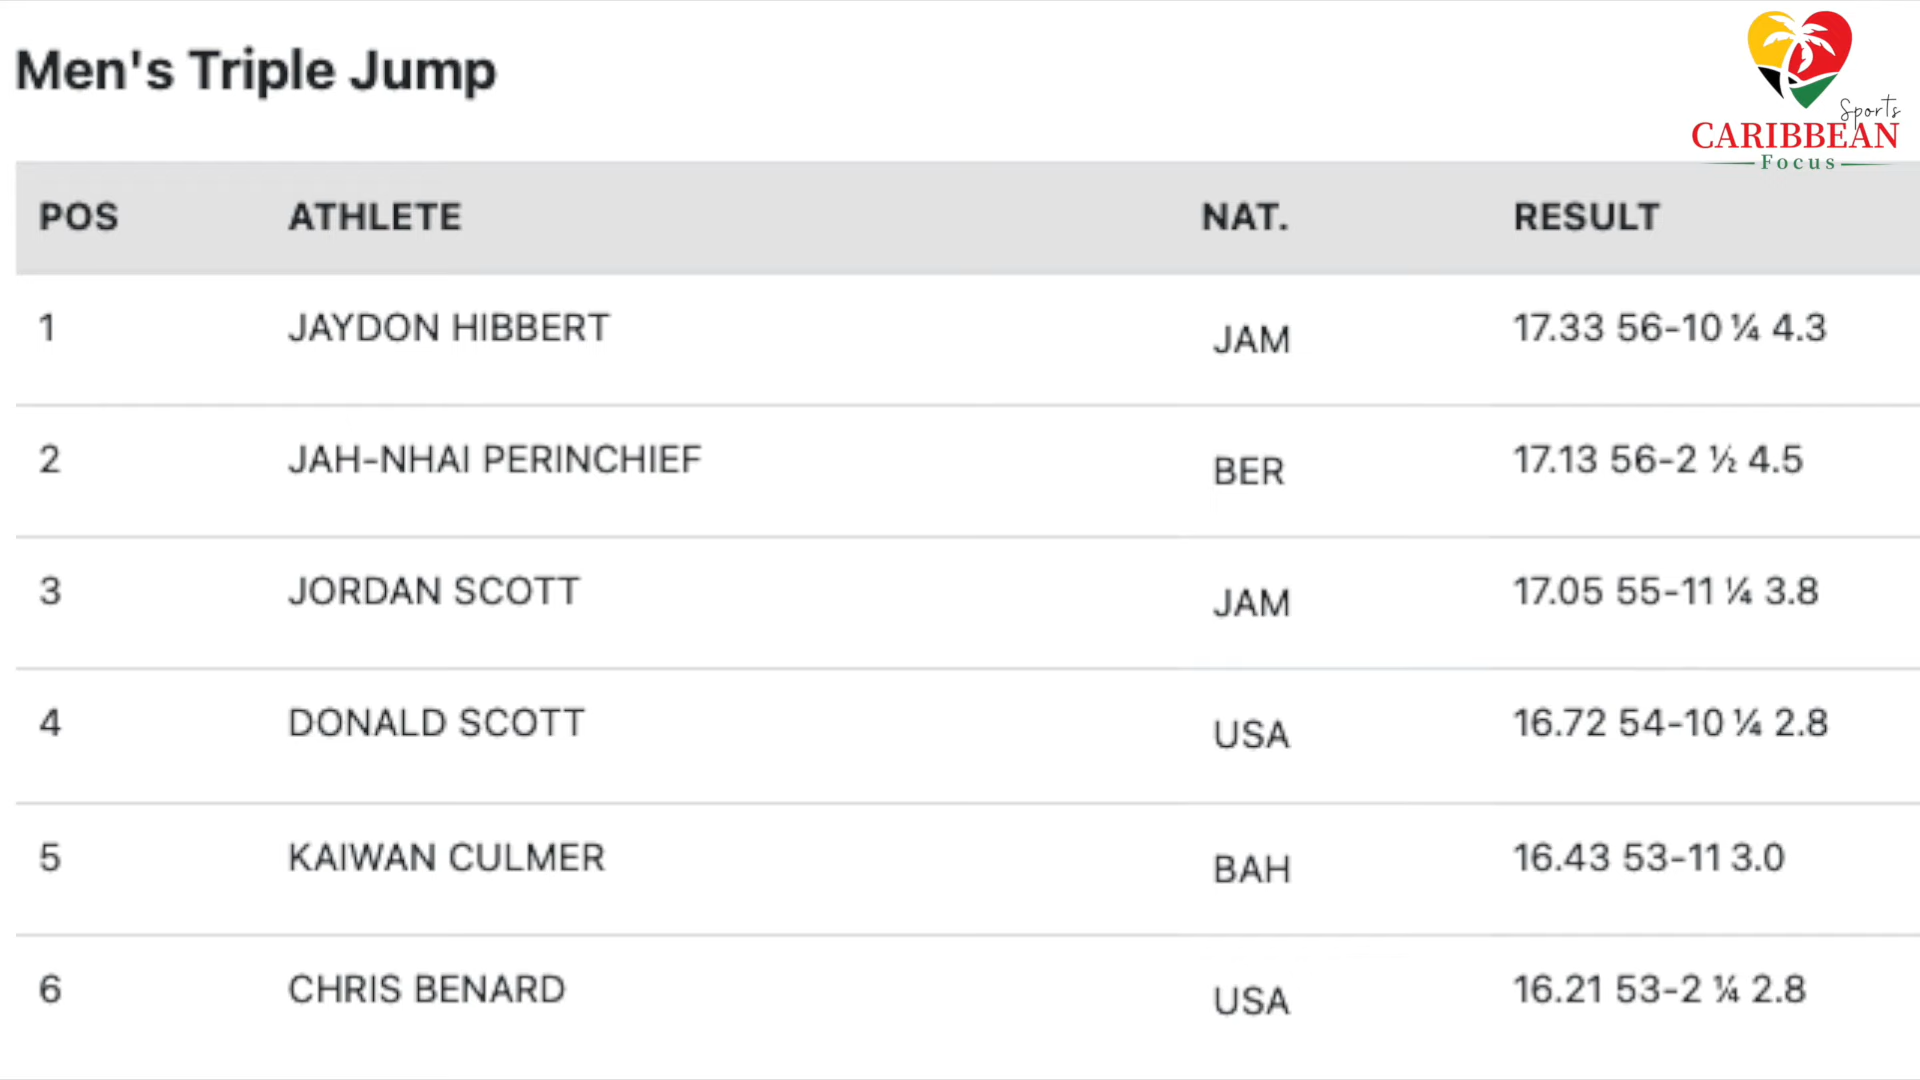 Men's Triple Jump
Sports
CARIBBEAN
Focus
POS ATHLETE NAT. RESULT
1 JAYDON HIBBERT JAM 17.33 56-10 ¼ 4.3
2 JAH-NHAI PERINCHIEF BER 17.13 56-2 ½ 4.5
3 JORDAN SCOTT JAM 17.05 55-11 ¼ 3.8
4 DONALD SCOTT USA 16.72 54-10 ¼ 2.8
5 KAIWAN CULMER BAH 16.43 53-11 3.0
6 CHRIS BENARD USA 16.21 53-2 ¼ 2.8